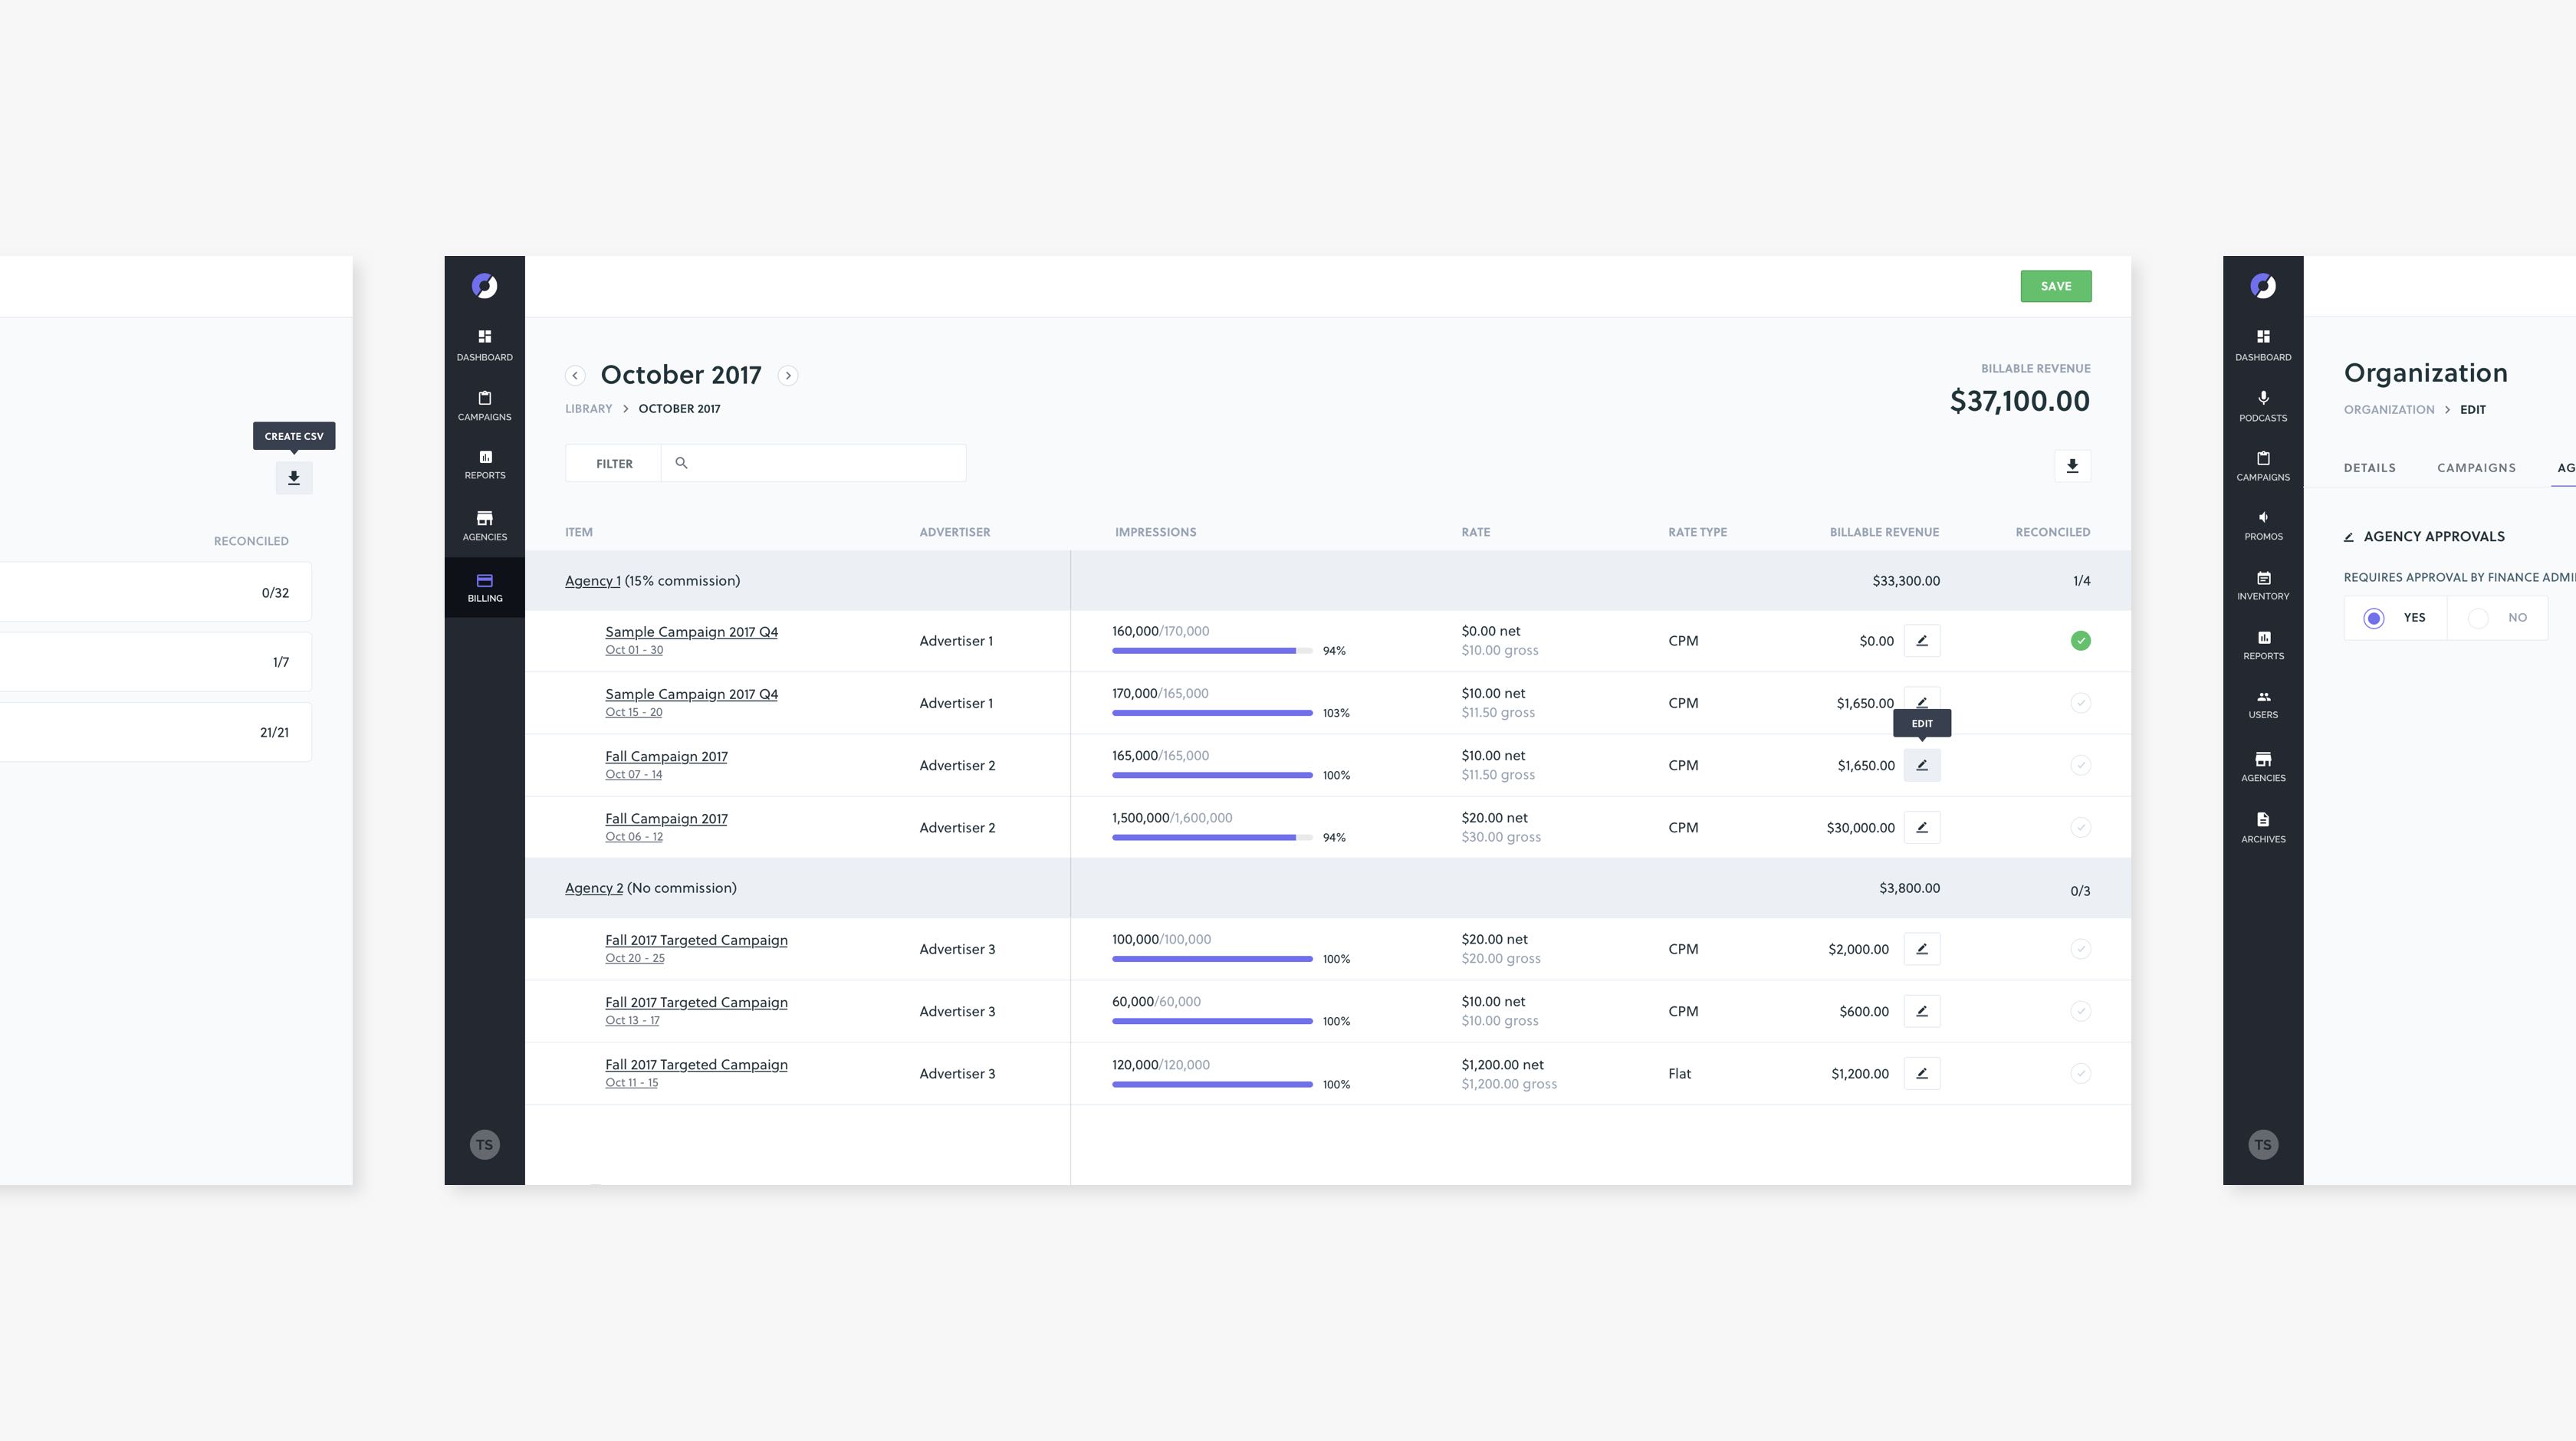 CREATE CSV
RECONCILED
0/32
1/7
21/21
DASHBOARD
CAMPAIGNS
REPORTS
AGENCIES
BILLING
TS
SAVE
October 2017
LIBRARY > OCTOBER 2017
BILLABLE REVENUE
$37,100.00
FILTER
ITEM ADVERTISER IMPRESSIONS RATE RATE TYPE BILLABLE REVENUE RECONCILED
Agency 1 (15% commission) $33,300.00 1/4
Sample Campaign 2017 Q4 160,000/170,000 $0.00 net
Advertiser 1 CPM $0.00
Oct 01 - 30 94% $10.00 gross
Sample Campaign 2017 Q4 170,000/165,000 $10.00 net
Advertiser 1 CPM $1,650.00
Oct 15 - 20 103% $11.50 gross
EDIT
Fall Campaign 2017 165,000/165,000 $10.00 net
Advertiser 2 CPM $1,650.00
Oct 07 - 14 100% $11.50 gross
Fall Campaign 2017 1,500,000/1,600,000 $20.00 net
Advertiser 2 CPM $30,000.00
Oct 06 - 12 94% $30.00 gross
Agency 2 (No commission) $3,800.00 0/3
Fall 2017 Targeted Campaign 100,000/100,000 $20.00 net
Advertiser 3 CPM $2,000.00
Oct 20 - 25 100% $20.00 gross
Fall 2017 Targeted Campaign 60,000/60,000 $10.00 net
Advertiser 3 CPM $600.00
Oct 13 - 17 100% $10.00 gross
Fall 2017 Targeted Campaign 120,000/120,000 $1,200.00 net
Advertiser 3 Flat $1,200.00
Oct 11 - 15 100% $1,200.00 gross
DASHBOARD
PODCASTS
CAMPAIGNS
PROMOS
INVENTORY
REPORTS
USERS
AGENCIES
ARCHIVES
TS
Organization
ORGANIZATION > EDIT
DETAILS CAMPAIGNS AG
AGENCY APPROVALS
REQUIRES APPROVAL BY FINANCE ADMI
YES NO